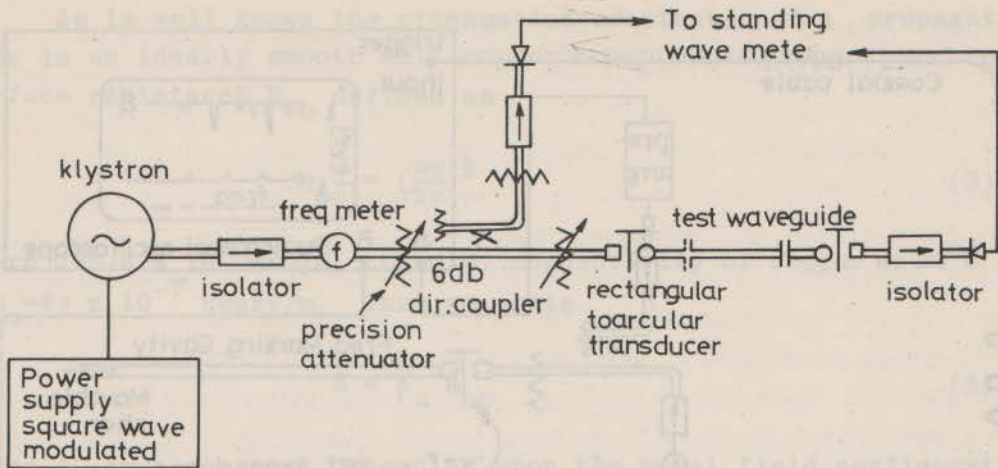 To standing
wave mete
klystron
~
freq meter
f
isolator
precision
attenuator
6db
dir.coupler
test waveguide
rectangular
toarcular
transducer
isolator
Power
supply
square wave
modulated